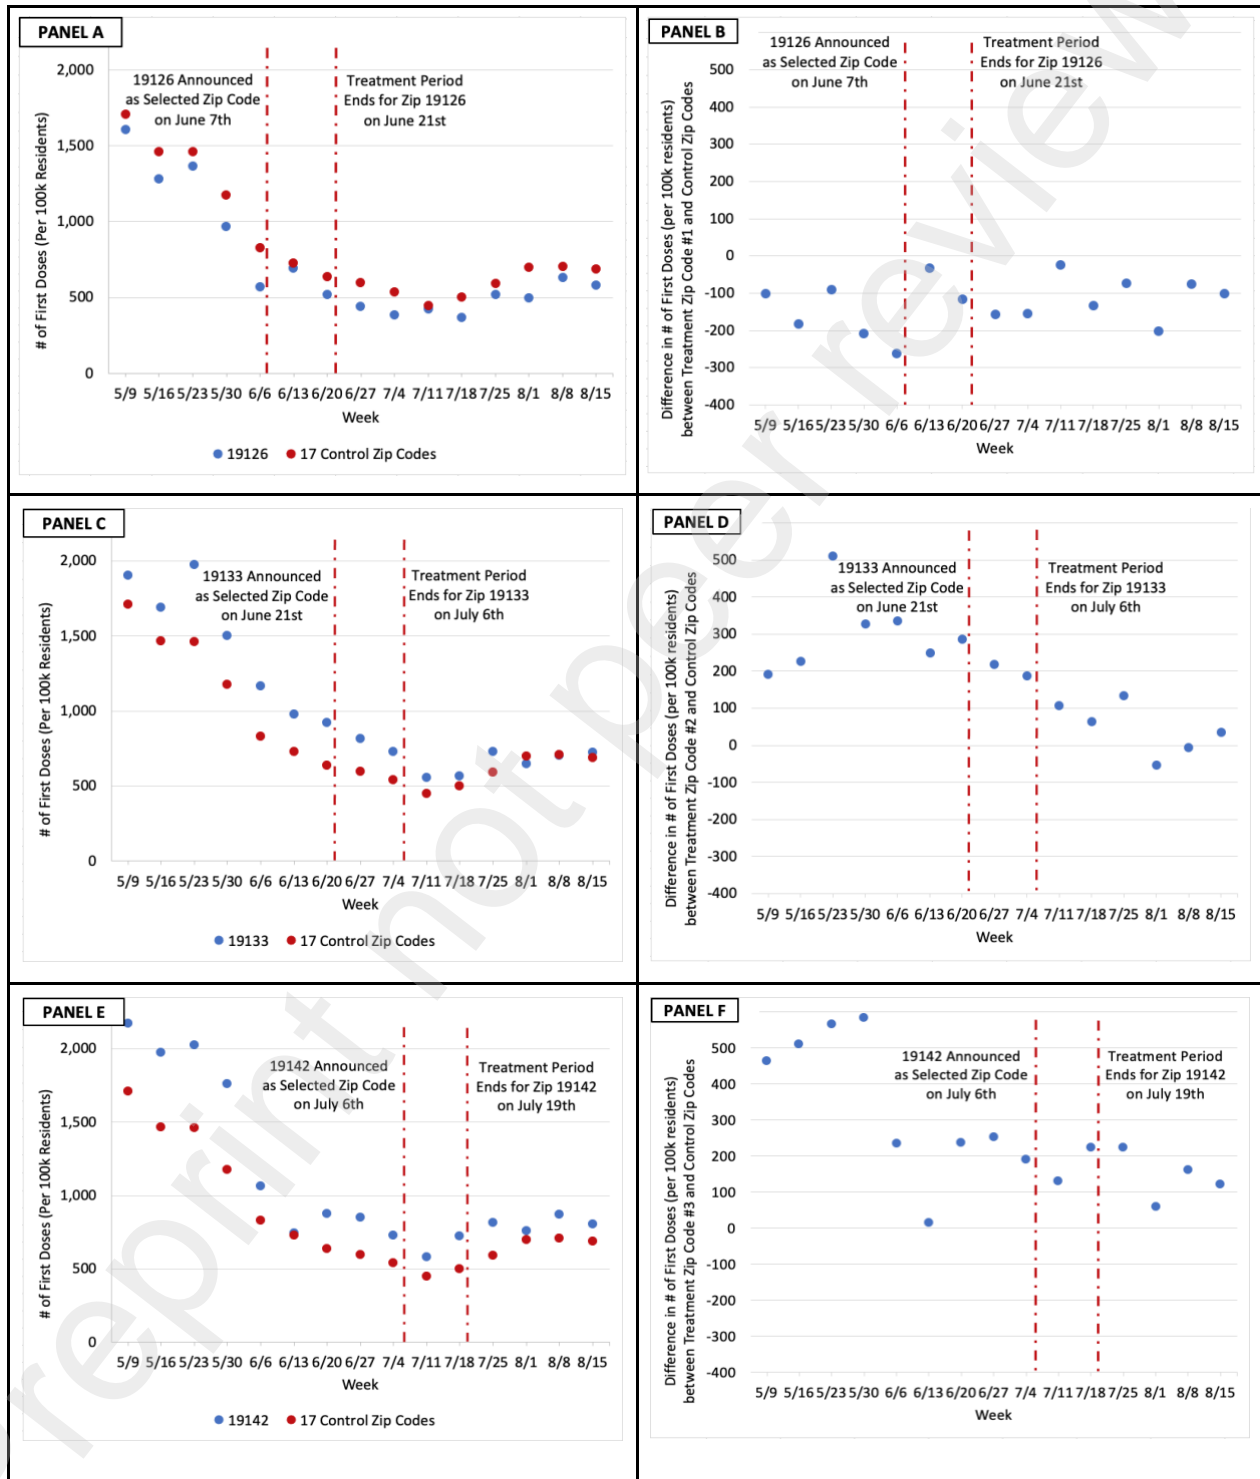 PANEL A
# of First Doses (Per 100k Residents)
2,000
1,500
1,000
500
0
19126 Announced
as Selected Zip Code
on June 7th
Treatment Period
Ends for Zip 19126
on June 21st
5/9 5/16 5/23 5/30 6/6 6/13 6/20 6/27 7/4 7/11 7/18 7/25 8/1 8/8 8/15
Week
19126 17 Control Zip Codes
PANEL B
Difference in # of First Doses (per 100k residents)
between Treatment Zip Code #1 and Control Zip Codes
500
400
300
200
100
0
-100
-200
-300
-400
19126 Announced
as Selected Zip Code
on June 7th
Treatment Period
Ends for Zip 19126
on June 21st
5/9 5/16 5/23 5/30 6/6 6/13 6/20 6/27 7/4 7/11 7/18 7/25 8/1 8/8 8/15
Week
PANEL C
# of First Doses (Per 100k Residents)
2,000
1,500
1,000
500
0
19133 Announced
as Selected Zip Code
on June 21st
Treatment Period
Ends for Zip 19133
on July 6th
5/9 5/16 5/23 5/30 6/6 6/13 6/20 6/27 7/4 7/11 7/18 7/25 8/1 8/8 8/15
Week
19133 17 Control Zip Codes
PANEL D
Difference in # of First Doses (per 100k residents)
between Treatment Zip Code #2 and Control Zip Codes
500
400
300
200
100
0
-100
-200
-300
-400
19133 Announced
as Selected Zip Code
on June 21st
Treatment Period
Ends for Zip 19133
on July 6th
5/9 5/16 5/23 5/30 6/6 6/13 6/20 6/27 7/4 7/11 7/18 7/25 8/1 8/8 8/15
Week
PANEL E
# of First Doses (Per 100k Residents)
2,000
1,500
1,000
500
0
19142 Announced
as Selected Zip Code
on July 6th
Treatment Period
Ends for Zip 19142
on July 19th
5/9 5/16 5/23 5/30 6/6 6/13 6/20 6/27 7/4 7/11 7/18 7/25 8/1 8/8 8/15
Week
19142 17 Control Zip Codes
PANEL F
Difference in # of First Doses (per 100k residents)
between Treatment Zip Code #3 and Control Zip Codes
500
400
300
200
100
0
-100
-200
-300
-400
19142 Announced
as Selected Zip Code
on July 6th
Treatment Period
Ends for Zip 19142
on July 19th
5/9 5/16 5/23 5/30 6/6 6/13 6/20 6/27 7/4 7/11 7/18 7/25 8/1 8/8 8/15
Week
reprint not peer review